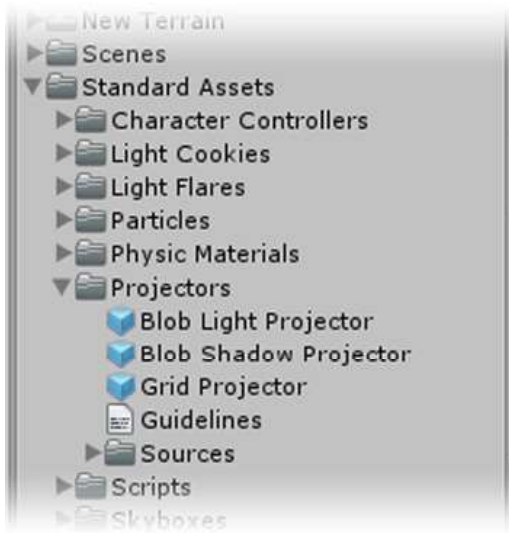 New Terrain
Scenes
Standard Assets
Character Controllers
Light Cookies
Light Flares
Particles
Physic Materials
Projectors
Blob Light Projector
Blob Shadow Projector
Grid Projector
Guidelines
Sources
Scripts
Skyboxes